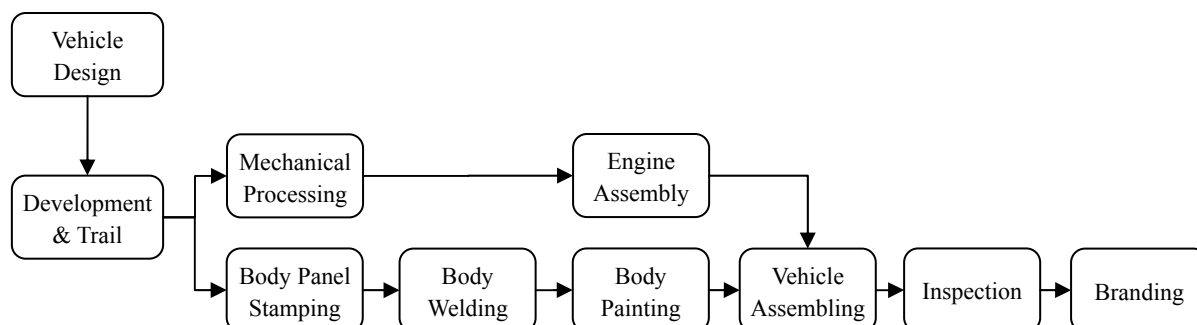 Vehicle
Design
Development
& Trail
Mechanical
Processing
Engine
Assembly
Body Panel
Stamping
Body
Welding
Body
Painting
Vehicle
Assembling
Inspection
Branding